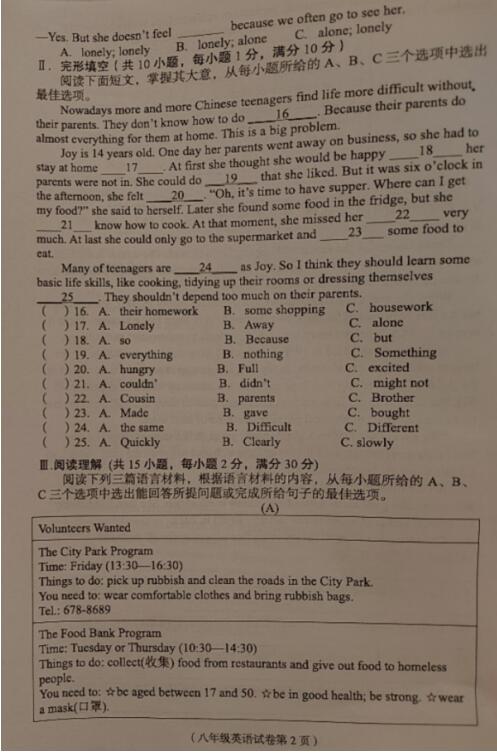 —Yes. But she doesn't feel ________ because we often go to see her.
A. lonely; lonely B. lonely; alone C. alone; lonely
Ⅱ. 完形填空 (共 10 小题，每小题 1 分，满分 10 分)
阅读下面短文，掌握其大意，从每小题所给的 A、B、C 三个选项中选出
最佳选项。
Nowadays more and more Chinese teenagers find life more difficult without
their parents. They don't know how to do ___16___. Because their parents do
almost everything for them at home. This is a big problem.
Joy is 14 years old. One day her parents went away on business, so she had to
stay at home ___17___. At first she thought she would be happy ___18___ her
parents were not in. She could do ___19___ that she liked. But it was six o'clock in
the afternoon, she felt ___20___. "Oh, it's time to have supper. Where can I get
my food?" she said to herself. Later she found some food in the fridge, but she
___21___ know how to cook. At that moment, she missed her ___22___ very
much. At last she could only go to the supermarket and ___23___ some food to
eat.
Many of teenagers are ___24___ as Joy. So I think they should learn some
basic life skills, like cooking, tidying up their rooms or dressing themselves
___25___. They shouldn't depend too much on their parents.
( ) 16. A. their homework B. some shopping C. housework
( ) 17. A. Lonely B. Away C. alone
( ) 18. A. so B. Because C. but
( ) 19. A. everything B. nothing C. Something
( ) 20. A. hungry B. Full C. excited
( ) 21. A. couldn' B. didn't C. might not
( ) 22. A. Cousin B. parents C. Brother
( ) 23. A. Made B. gave C. bought
( ) 24. A. the same B. Difficult C. Different
( ) 25. A. Quickly B. Clearly C. slowly
Ⅲ.阅读理解 (共 15 小题，每小题 2 分，满分 30 分)
阅读下列三篇语言材料，根据语言材料的内容，从每小题所给的 A、B、
C 三个选项中选出能回答所提问题或完成所给句子的最佳选项。
(A)
Volunteers Wanted
The City Park Program
Time: Friday (13:30—16:30)
Things to do: pick up rubbish and clean the roads in the City Park.
You need to: wear comfortable clothes and bring rubbish bags.
Tel.: 678-8689
The Food Bank Program
Time: Tuesday or Thursday (10:30—14:30)
Things to do: collect(收集) food from restaurants and give out food to homeless
people.
You need to: ☆be aged between 17 and 50. ☆be in good health; be strong. ☆wear
a mask(口罩).
(八年级英语试卷第 2 页)